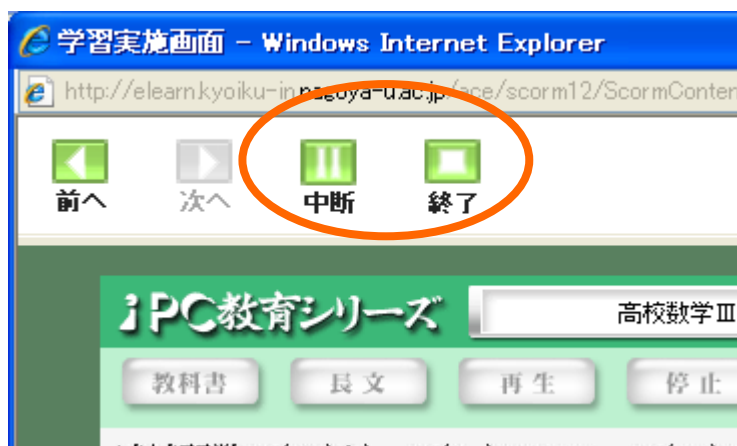 学習実施画面 - Windows Internet Explorer
http://elearn.kyoiku-in.nagoya-u.ac.jp/ace/scorm12/ScormConten
前へ 次へ 中断 終了
PC教育シリーズ 高校数学Ⅲ
教科書 長文 再生 停止